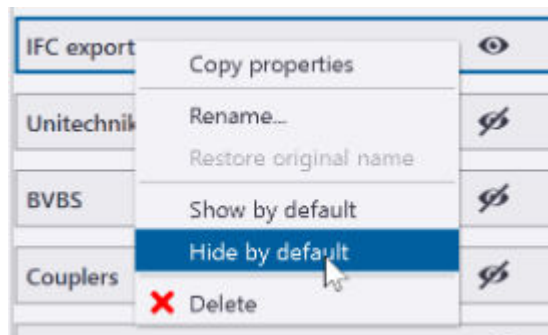 IFC export
Copy properties
Unitechnik
Rename...
Restore original name
BVBS
Show by default
Hide by default
Couplers
Delete